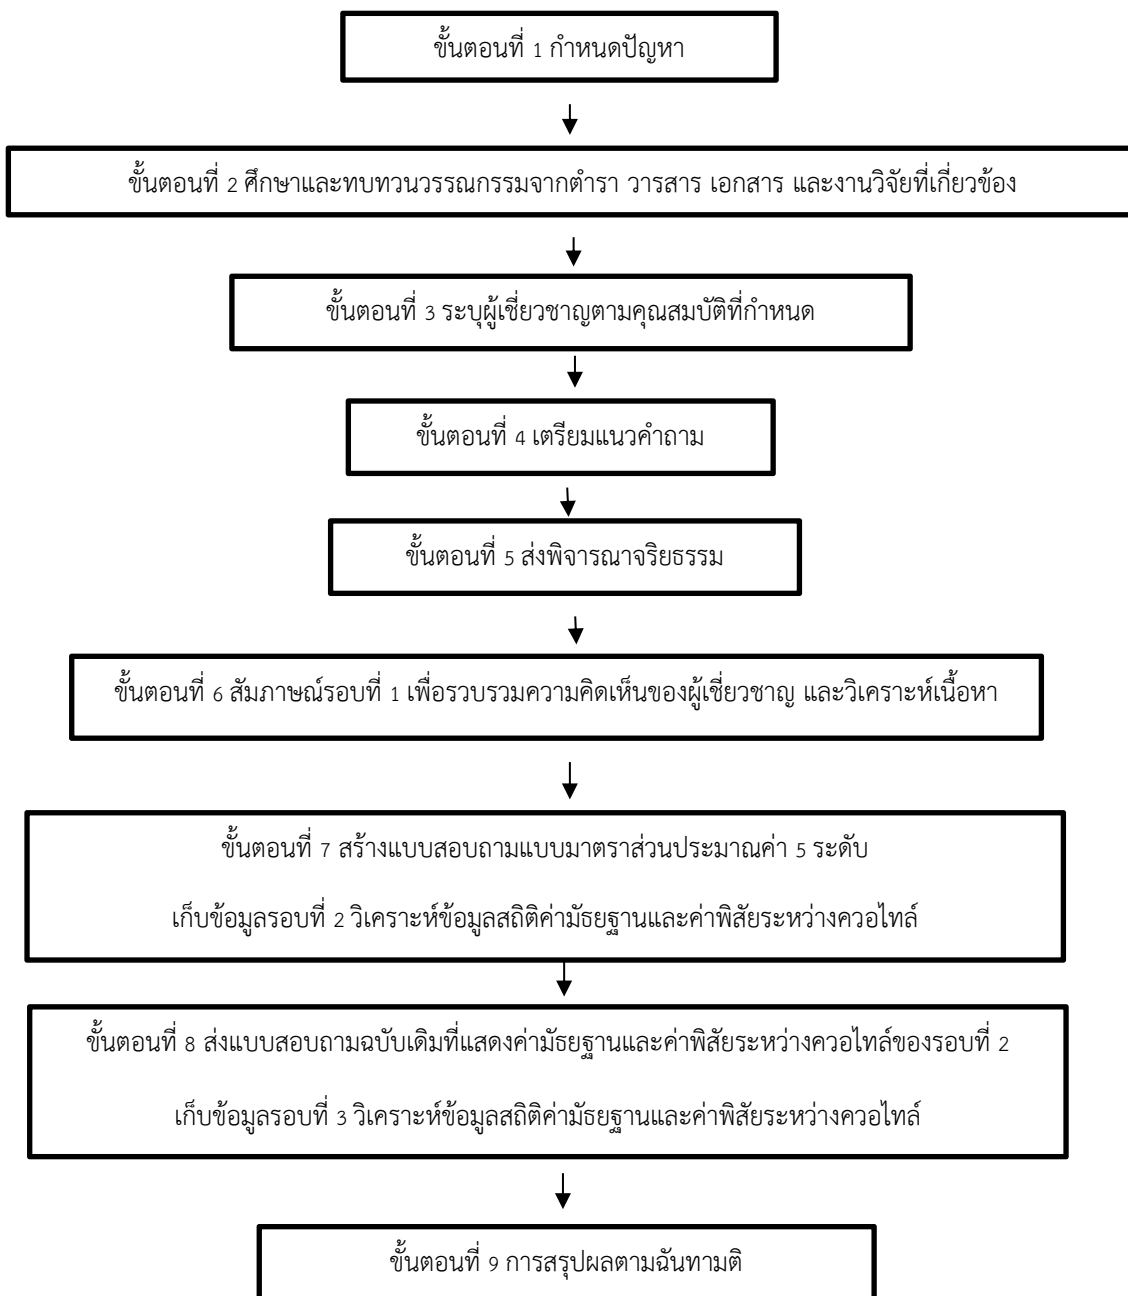 ขั้นตอนที่ 1 กำหนดปัญหา
ขั้นตอนที่ 2 ศึกษาและทบทวนวรรณกรรมจากตำรา วารสาร เอกสาร และงานวิจัยที่เกี่ยวข้อง
ขั้นตอนที่ 3 ระบุผู้เชี่ยวชาญตามคุณสมบัติที่กำหนด
ขั้นตอนที่ 4 เตรียมแนวคำถาม
ขั้นตอนที่ 5 ส่งพิจารณาจริยธรรม
ขั้นตอนที่ 6 สัมภาษณ์รอบที่ 1 เพื่อรวบรวมความคิดเห็นของผู้เชี่ยวชาญ และวิเคราะห์เนื้อหา
ขั้นตอนที่ 7 สร้างแบบสอบถามแบบมาตราส่วนประมาณค่า 5 ระดับ
เก็บข้อมูลรอบที่ 2 วิเคราะห์ข้อมูลสถิติค่ามัธยฐานและค่าพิสัยระหว่างควอไทล์
ขั้นตอนที่ 8 ส่งแบบสอบถามฉบับเดิมที่แสดงค่ามัธยฐานและค่าพิสัยระหว่างควอไทล์ของรอบที่ 2
เก็บข้อมูลรอบที่ 3 วิเคราะห์ข้อมูลสถิติค่ามัธยฐานและค่าพิสัยระหว่างควอไทล์
ขั้นตอนที่ 9 การสรุปผลตามฉันทามติ